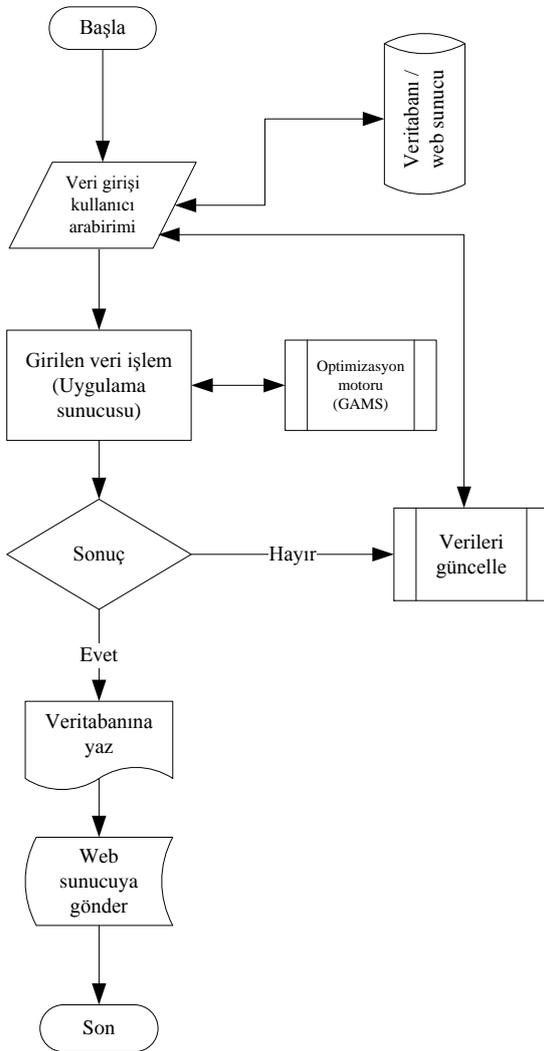 Başla
Veritabanı /
web sunucu
Veri girişi
kullanıcı
arabirimi
Girilen veri işlem
(Uygulama
sunucusu)
Optimizasyon
motoru
(GAMS)
Sonuç
Hayır
Verileri
güncelle
Evet
Veritabanına
yaz
Web
sunucuya
gönder
Son